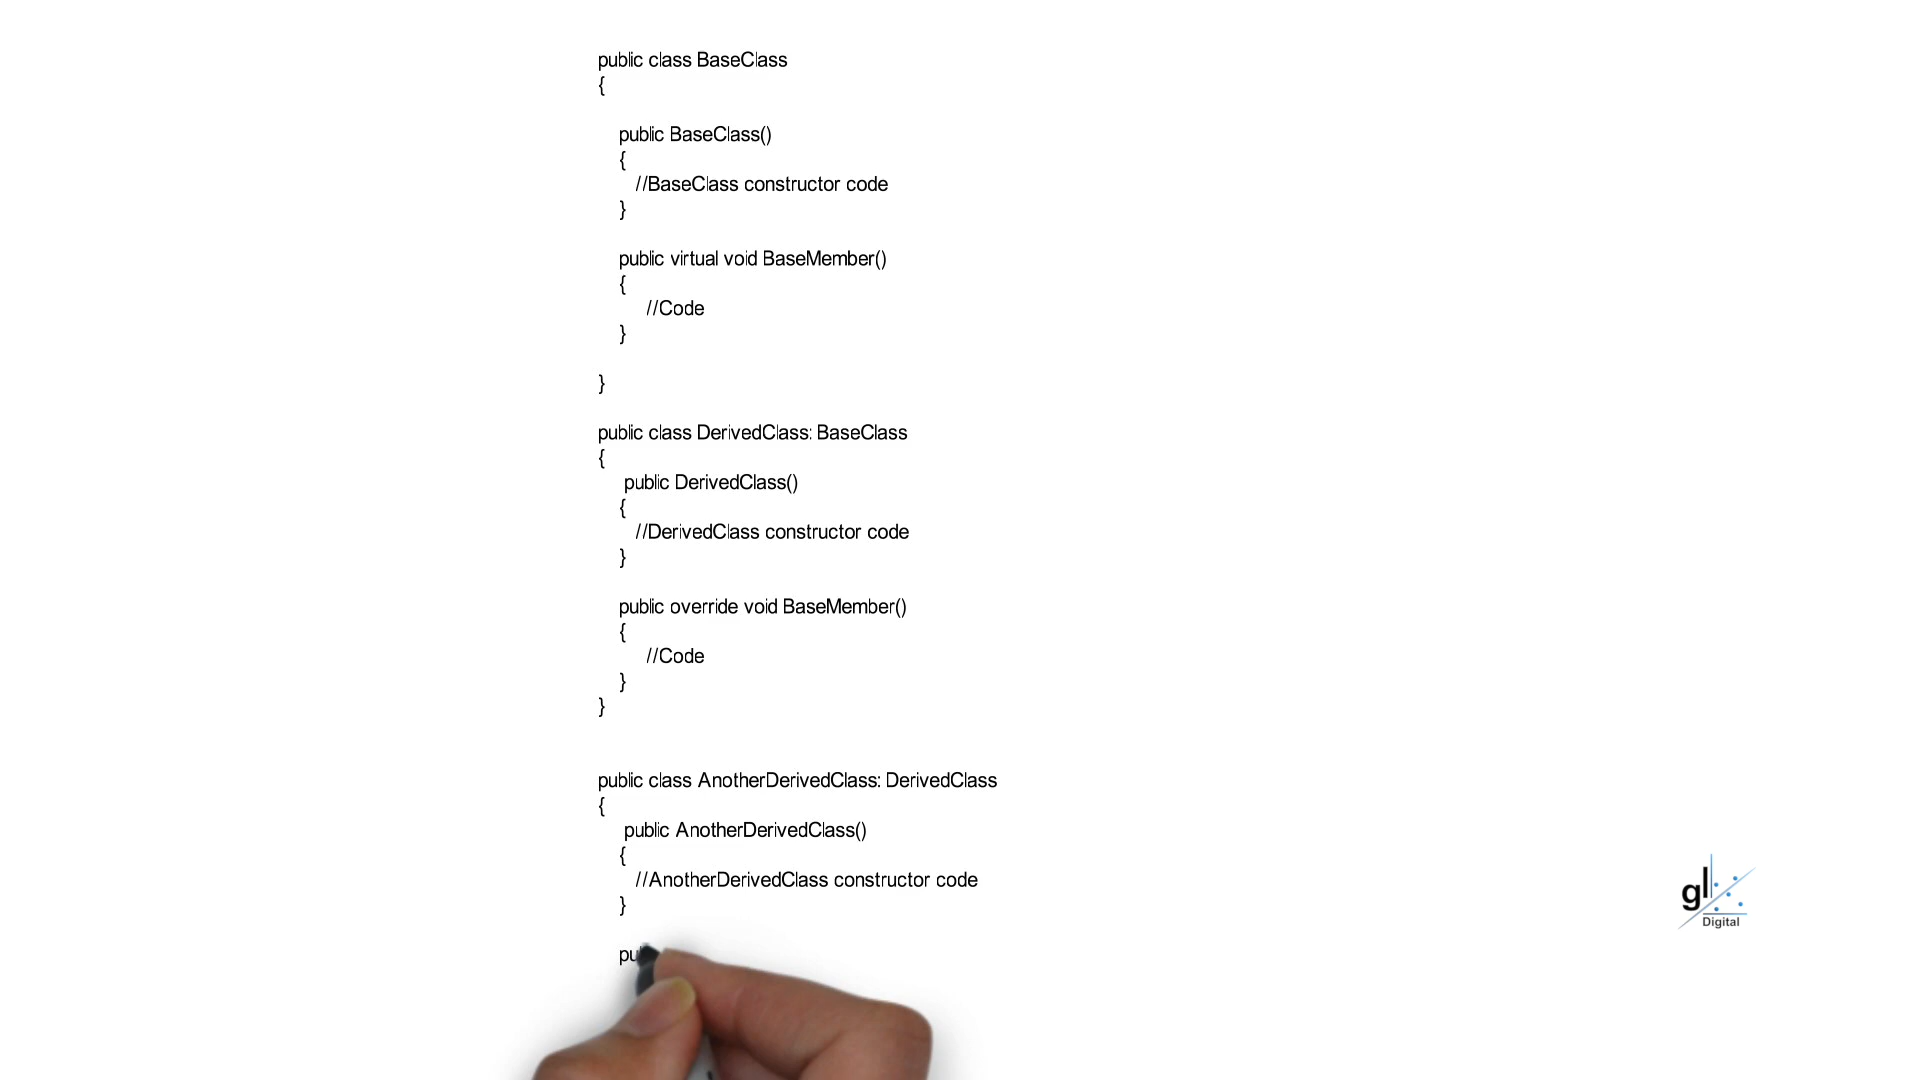 public class BaseClass
{
public BaseClass()
{
//BaseClass constructor code
}
public virtual void BaseMember()
{
//Code
}
}
public class DerivedClass: BaseClass
{
public DerivedClass()
{
//DerivedClass constructor code
}
public override void BaseMember()
{
//Code
}
}
public class AnotherDerivedClass: DerivedClass
{
public AnotherDerivedClass()
{
//AnotherDerivedClass constructor code
}
pu
gl
Digital